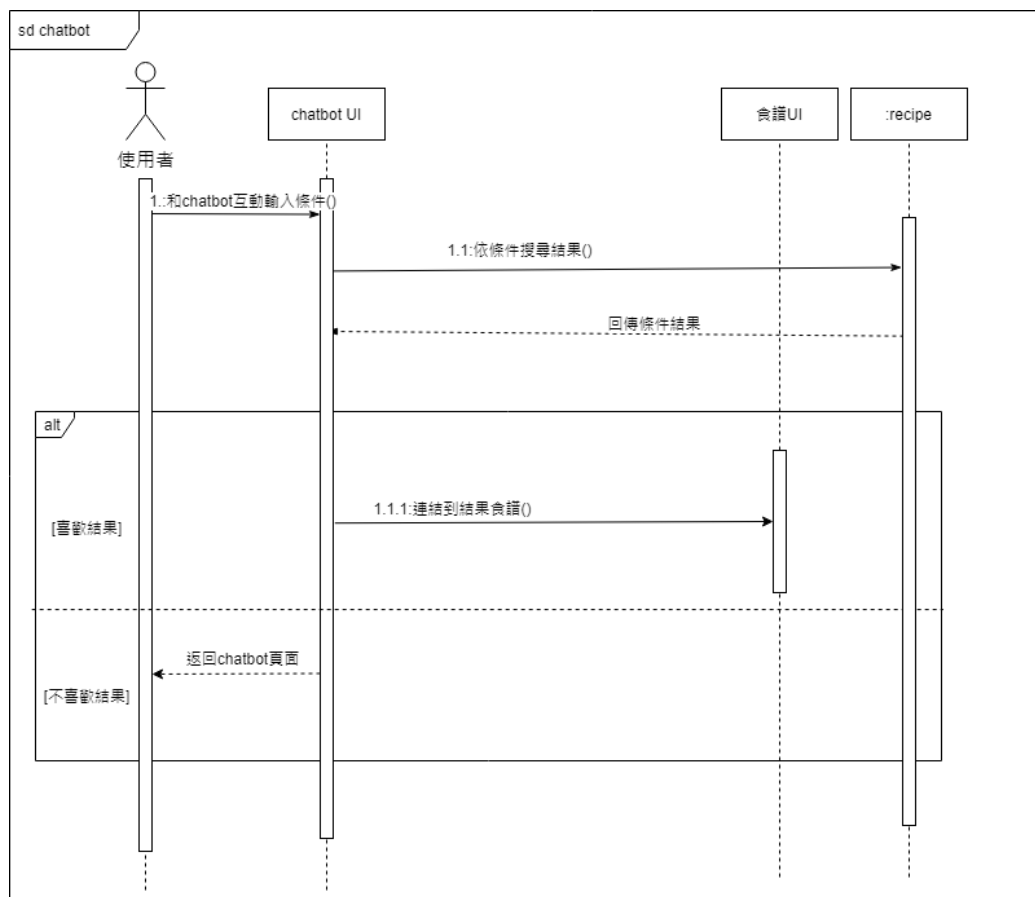 sd chatbot
使用者
chatbot UI
食譜UI
:recipe
1.:和chatbot互動輸入條件()
1.1:依條件搜尋結果()
回傳條件結果
alt
[喜歡結果]
1.1.1:連結到結果食譜()
返回chatbot頁面
[不喜歡結果]